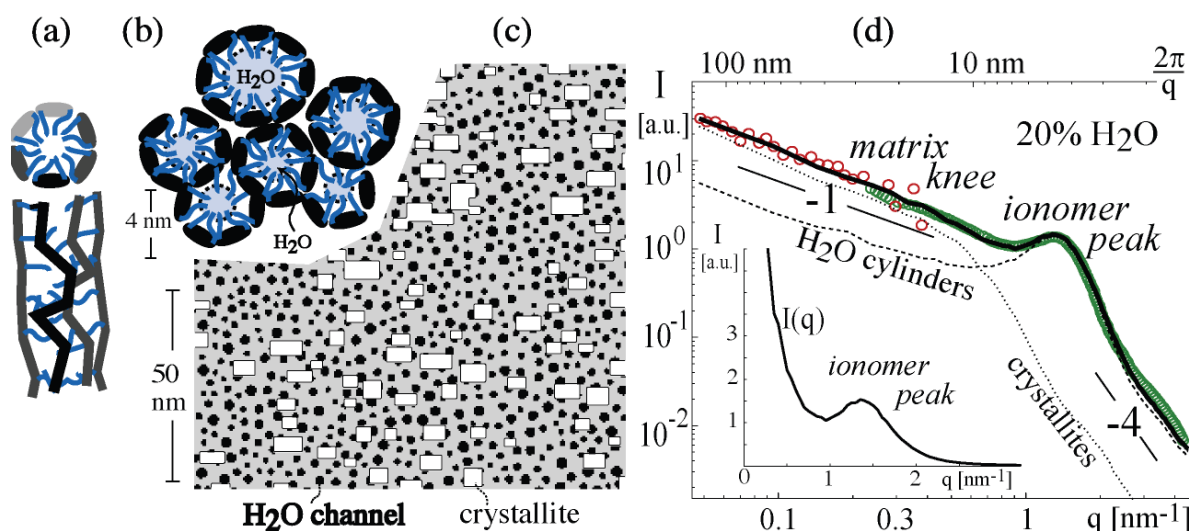 (a)
(b)
(c)
(d)
H₂O
H₂O
4 nm
50
nm
H₂O channel
crystallite
100 nm
10 nm
2π
q
I
[a.u.]
20% H₂O
matrix
knee
ionomer
peak
-1
H₂O cylinders
crystallites
-4
10¹
10⁰
10⁻¹
10⁻²
0.1
0.3
1
q [nm⁻¹]
I
[a.u.]
I(q)
ionomer
peak
3
2
1
0
1
2
q [nm⁻¹]